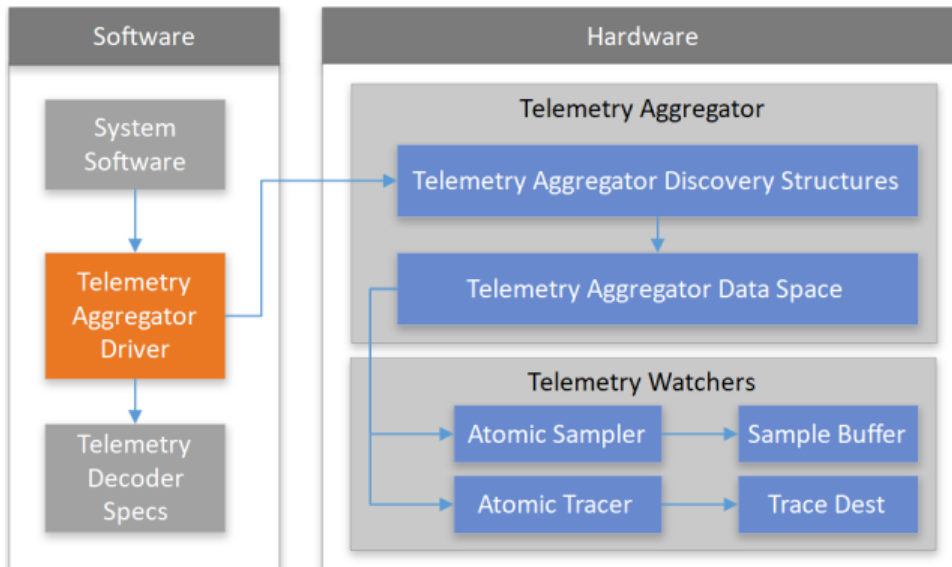 Software
System
Software
Telemetry
Aggregator
Driver
Telemetry
Decoder
Specs
Hardware
Telemetry Aggregator
Telemetry Aggregator Discovery Structures
Telemetry Aggregator Data Space
Telemetry Watchers
Atomic Sampler
Sample Buffer
Atomic Tracer
Trace Dest